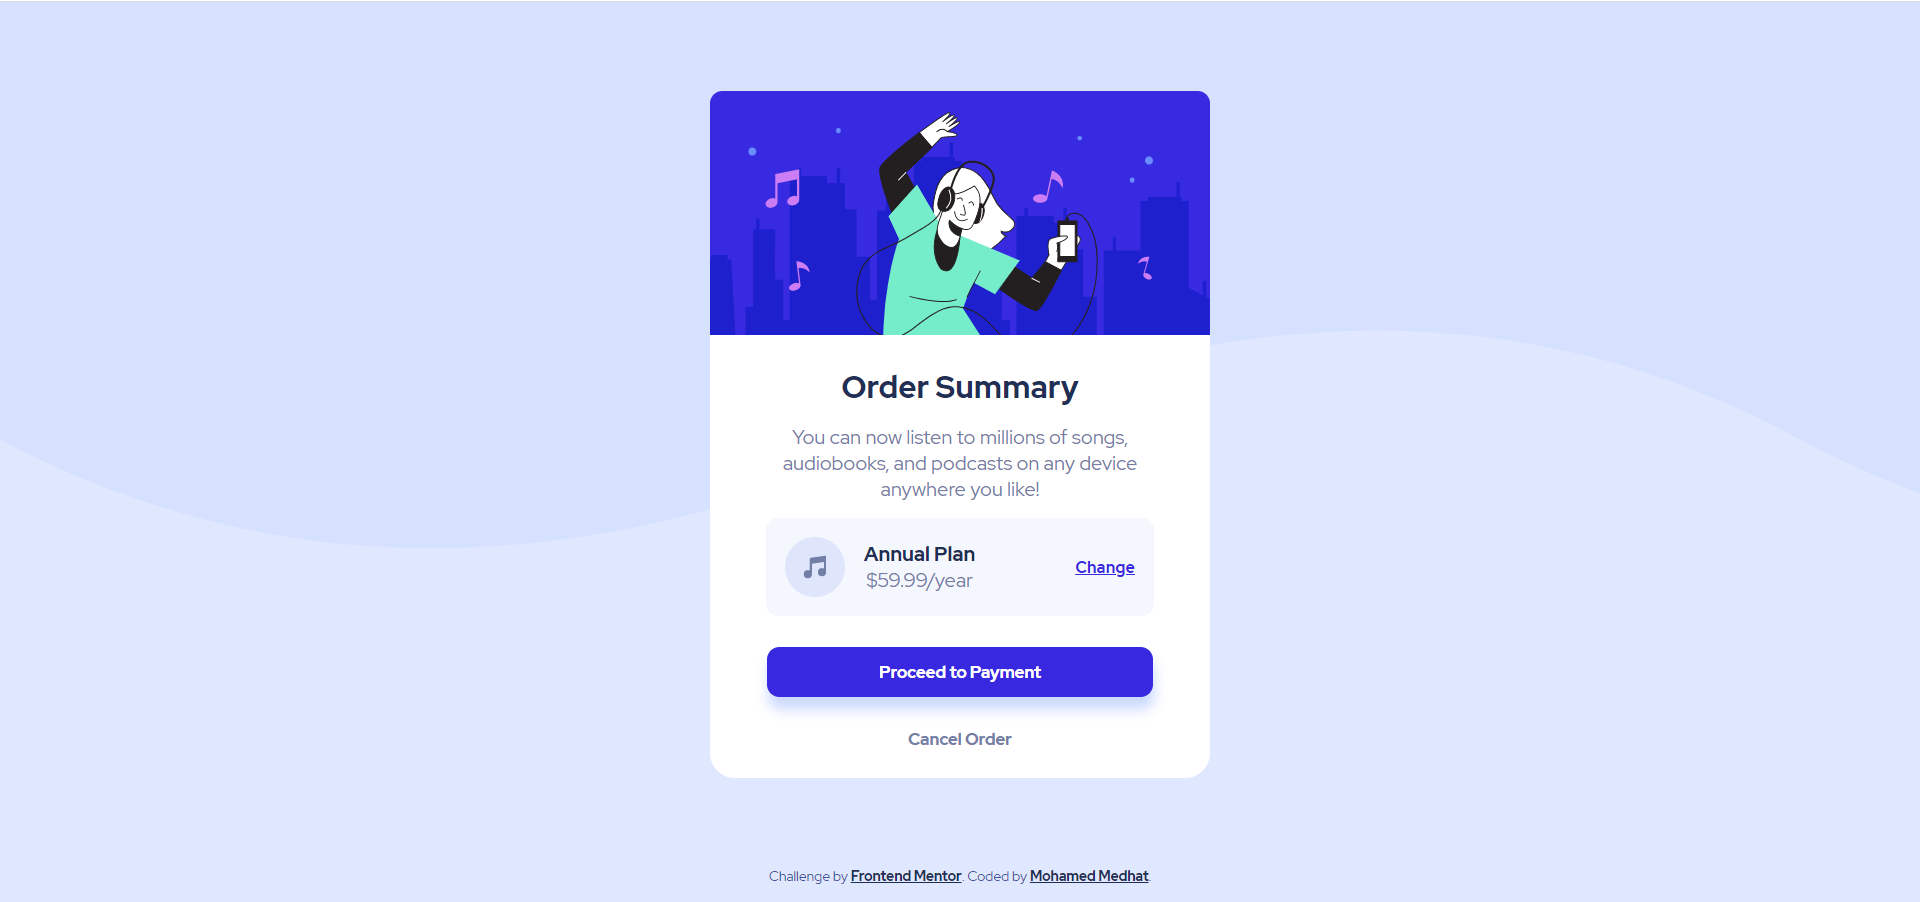 Order Summary
You can now listen to millions of songs,
audiobooks, and podcasts on any device
anywhere you like!
Annual Plan
$59.99/year
Change
Proceed to Payment
Cancel Order
Challenge by Frontend Mentor. Coded by Mohamed Medhat.